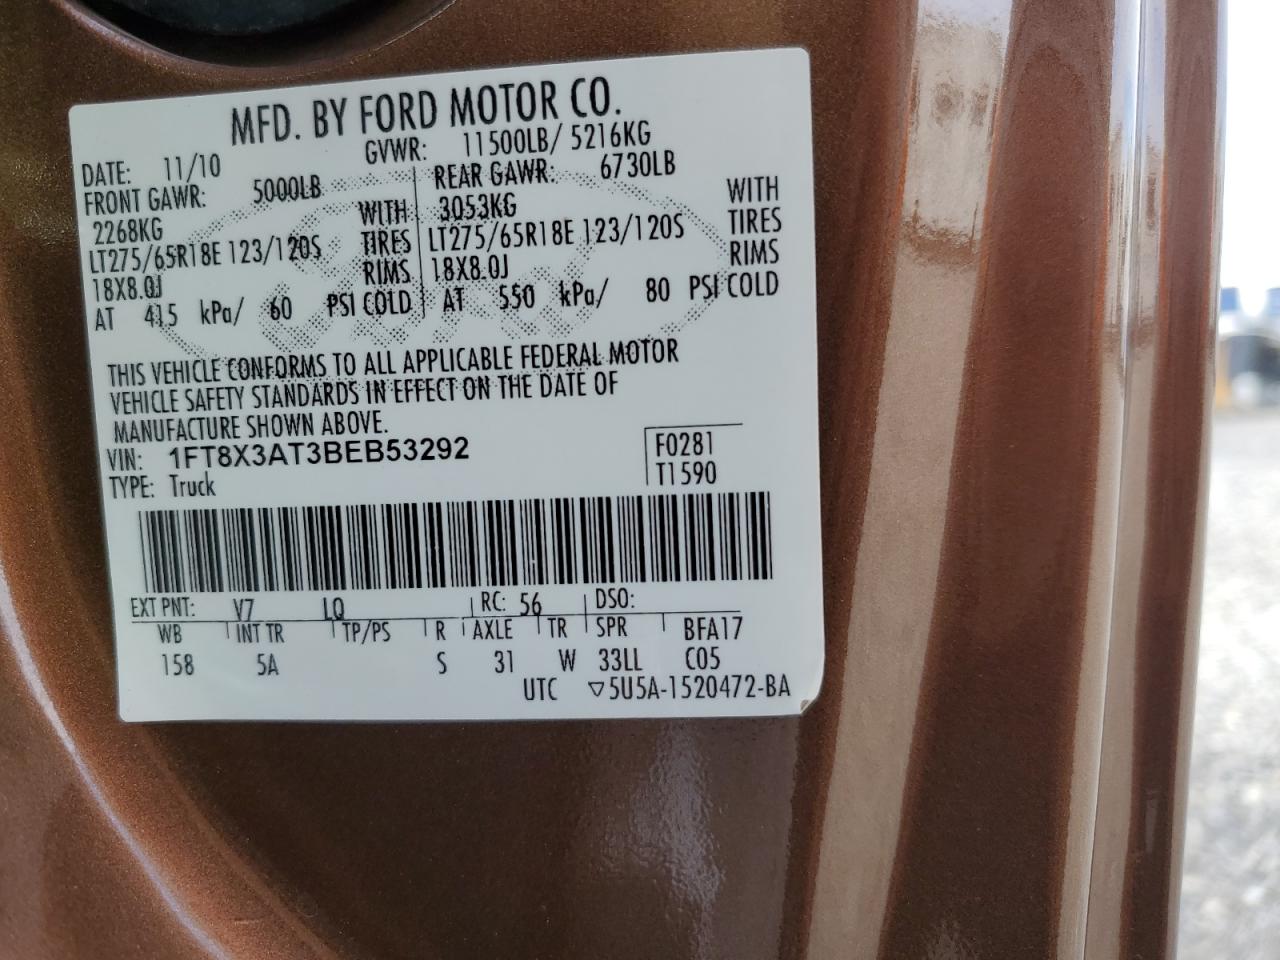 MFD. BY FORD MOTOR CO.
DATE: 11/10 GVWR: 11500LB/ 5216KG
FRONT GAWR: 5000LB REAR GAWR: 6730LB
2268KG WITH 3053KG WITH
LT275/65R18E 123/120S TIRES LT275/65R18E 123/120S TIRES
18X8.0J RIMS 18X8.0J RIMS
AT 415 kPa/ 60 PSI COLD AT 550 kPa/ 80 PSI COLD
THIS VEHICLE CONFORMS TO ALL APPLICABLE FEDERAL MOTOR
VEHICLE SAFETY STANDARDS IN EFFECT ON THE DATE OF
MANUFACTURE SHOWN ABOVE.
VIN: 1FT8X3AT3BEB53292 F0281
TYPE: Truck T1590
EXT PNT: V7 LQ RC: 56 DSO:
WB INT TR TP/PS R AXLE TR SPR BFA17
158 5A S 31 W 33LL C05
UTC ▽5U5A-1520472-BA